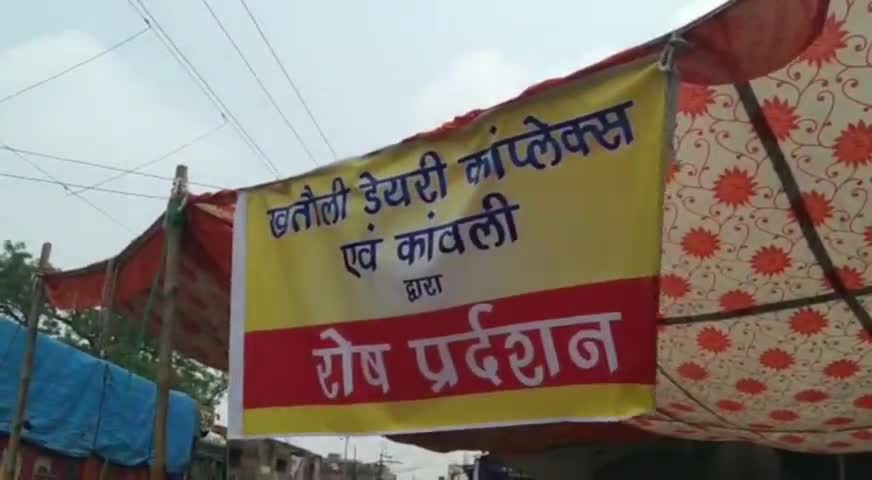 खतौली डेयरी कांप्लेक्स
एवं कांवली
द्वारा
रोष प्रर्दशन